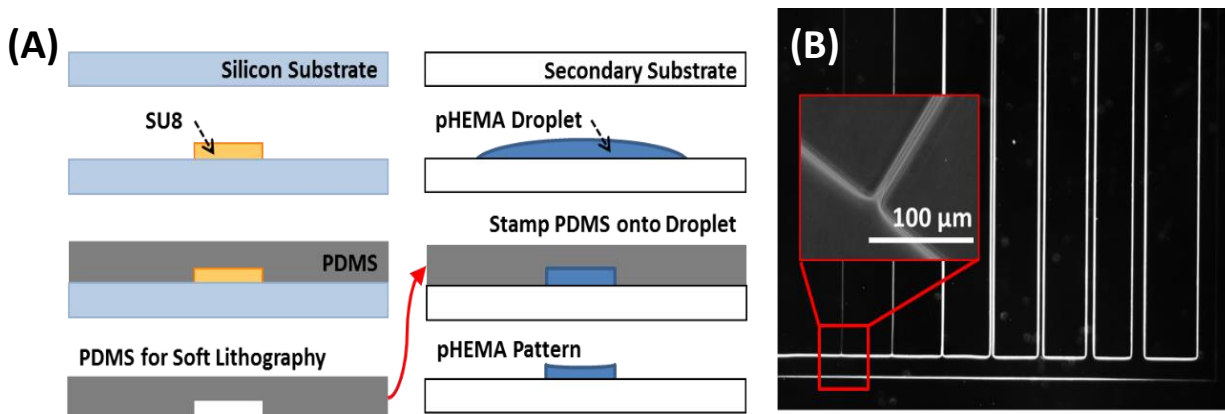 (A)
Silicon Substrate
SU8
PDMS
PDMS for Soft Lithography
Secondary Substrate
pHEMA Droplet
Stamp PDMS onto Droplet
pHEMA Pattern
(B)
100 µm